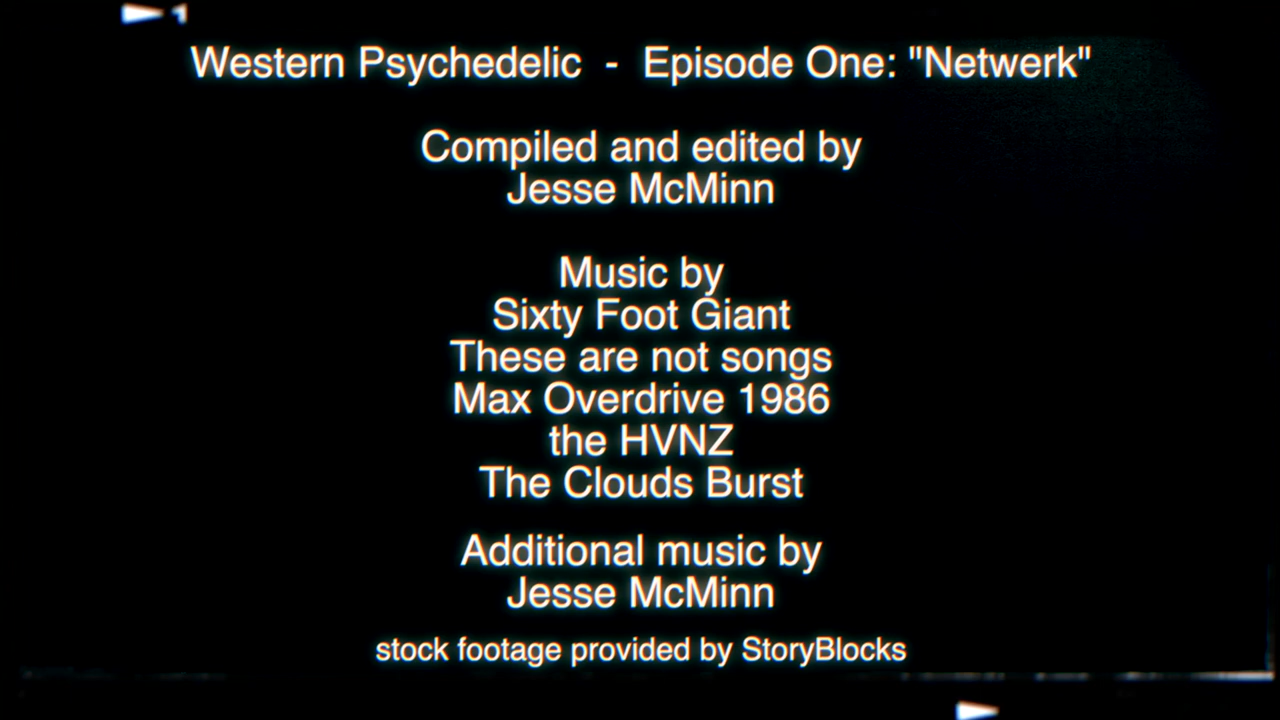 Western Psychedelic - Episode One: "Netwerk"
Compiled and edited by
Jesse McMinn
Music by
Sixty Foot Giant
These are not songs
Max Overdrive 1986
the HVNZ
The Clouds Burst
Additional music by
Jesse McMinn
stock footage provided by StoryBlocks